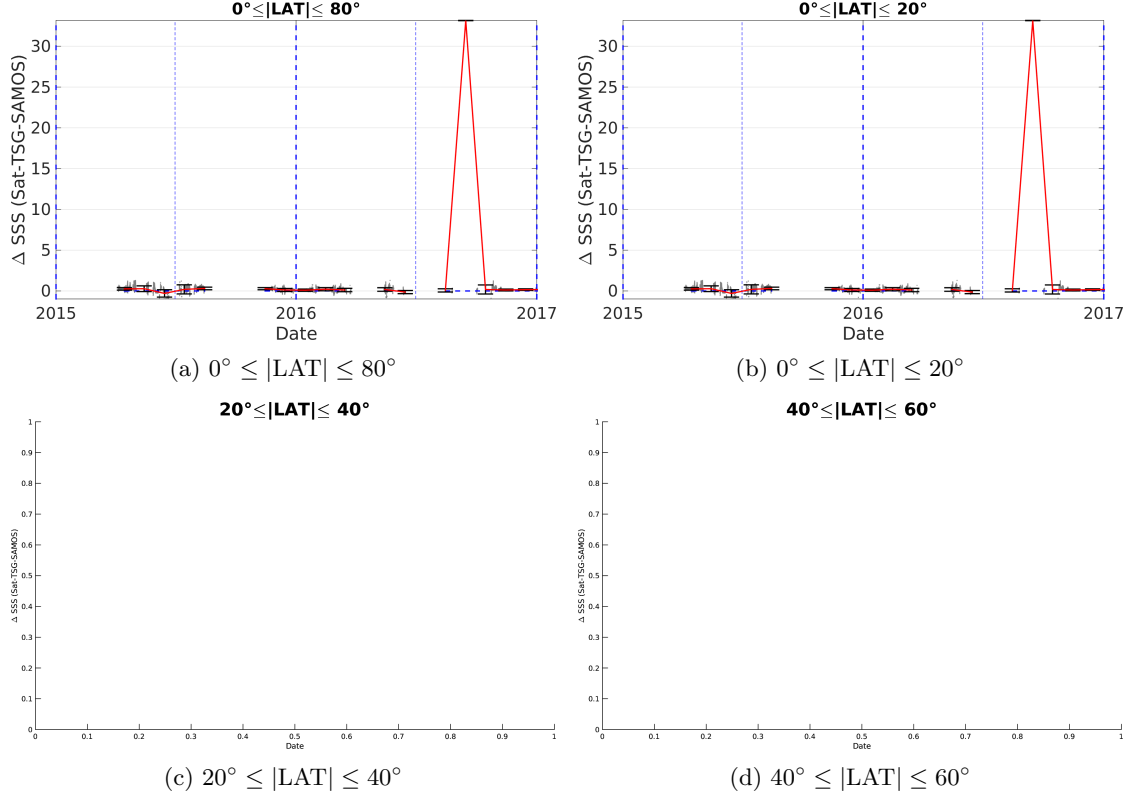 0°≤|LAT|≤ 80°
Δ SSS (Sat-TSG-SAMOS)
30
25
20
15
10
5
0
2015 2016 2017
Date
(a) 0° ≤ |LAT| ≤ 80°
0°≤|LAT|≤ 20°
Δ SSS (Sat-TSG-SAMOS)
30
25
20
15
10
5
0
2015 2016 2017
Date
(b) 0° ≤ |LAT| ≤ 20°
20°≤|LAT|≤ 40°
Δ SSS (Sat-TSG-SAMOS)
1
0.9
0.8
0.7
0.6
0.5
0.4
0.3
0.2
0.1
0
0 0.1 0.2 0.3 0.4 0.5 0.6 0.7 0.8 0.9 1
Date
(c) 20° ≤ |LAT| ≤ 40°
40°≤|LAT|≤ 60°
Δ SSS (Sat-TSG-SAMOS)
1
0.9
0.8
0.7
0.6
0.5
0.4
0.3
0.2
0.1
0
0 0.1 0.2 0.3 0.4 0.5 0.6 0.7 0.8 0.9 1
Date
(d) 40° ≤ |LAT| ≤ 60°